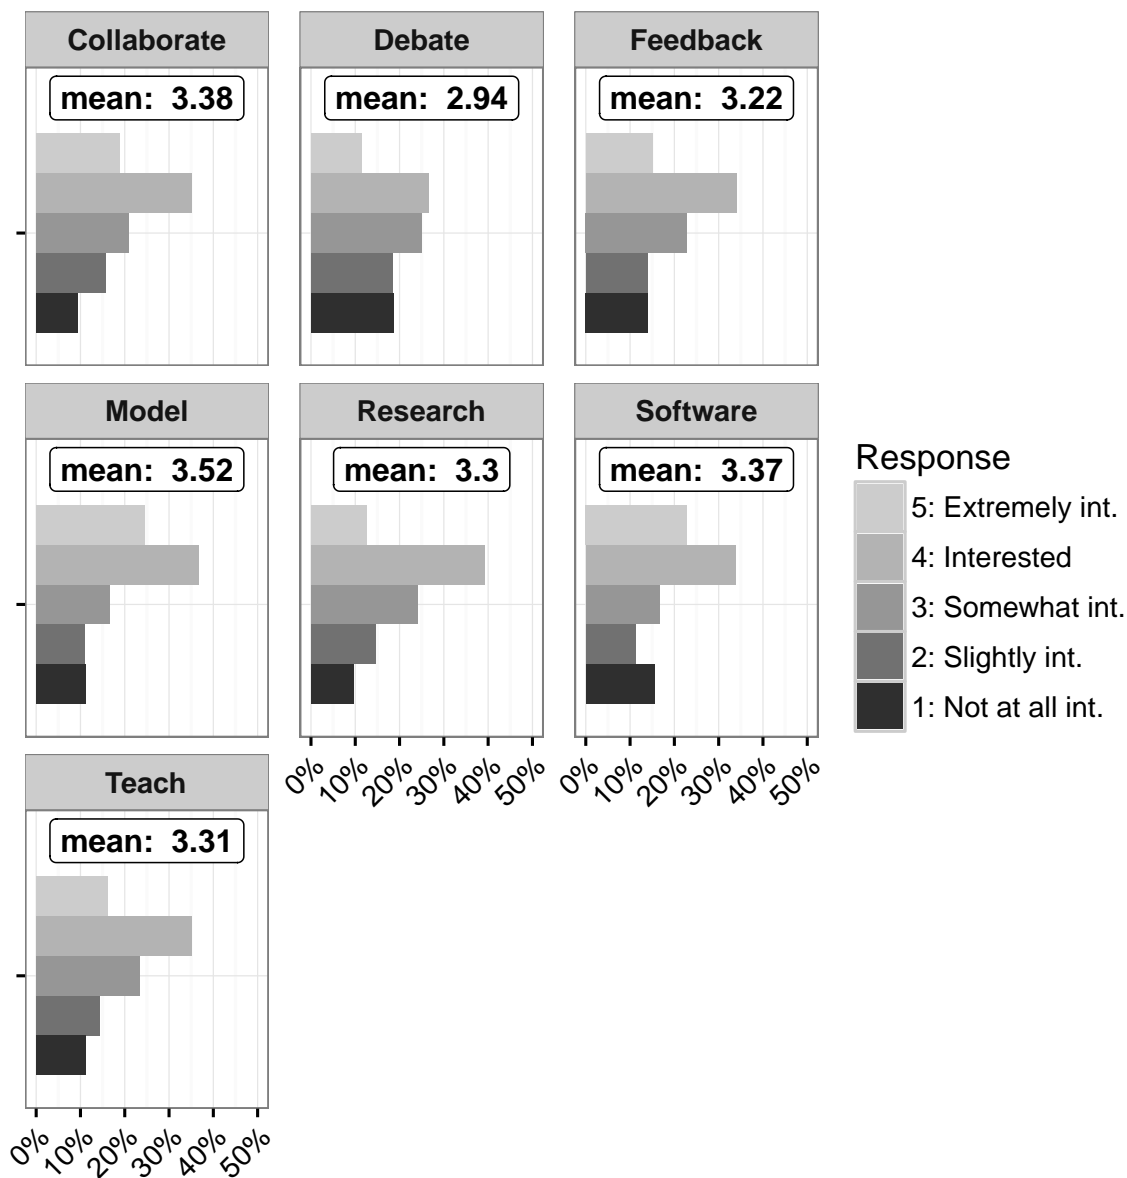 Collaborate
Debate
Feedback
mean: 3.38
mean: 2.94
mean: 3.22
Model
Research
Software
mean: 3.52
mean: 3.3
mean: 3.37
Response
5: Extremely int.
4: Interested
3: Somewhat int.
2: Slightly int.
1: Not at all int.
0% 10% 20% 30% 40% 50%
0% 10% 20% 30% 40% 50%
Teach
mean: 3.31
0% 10% 20% 30% 40% 50%